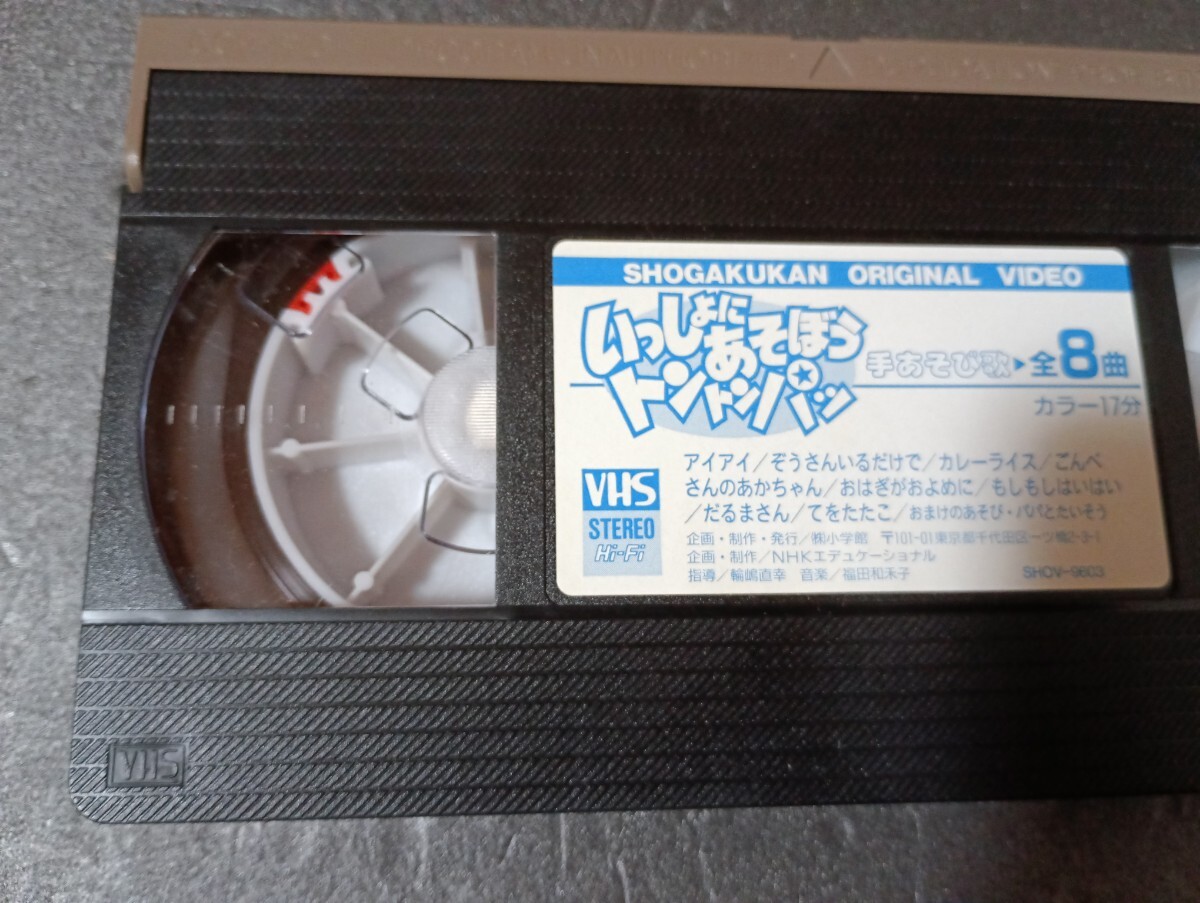 SHOGAKUKAN ORIGINAL VIDEO
いっしょに
あそぼう
トントンパッ
手あそび歌▶全8曲
カラー17分
アイアイ/ぞうさんいるだけで/カレーライス/ごんべ
さんのあかちゃん/おはぎがおよめに/もしもしはいはい
/だるまさん/てをたたこ/おまけのあそび・パパとたいそう
VHS
STEREO
Hi-Fi
企画・制作・発行/㈱小学館 〒101-01東京都千代田区一ツ橋2-3-1
企画・制作/NHKエデュケーショナル
指導/輪嶋直幸 音楽/福田和禾子
SHCV-9603
VHS